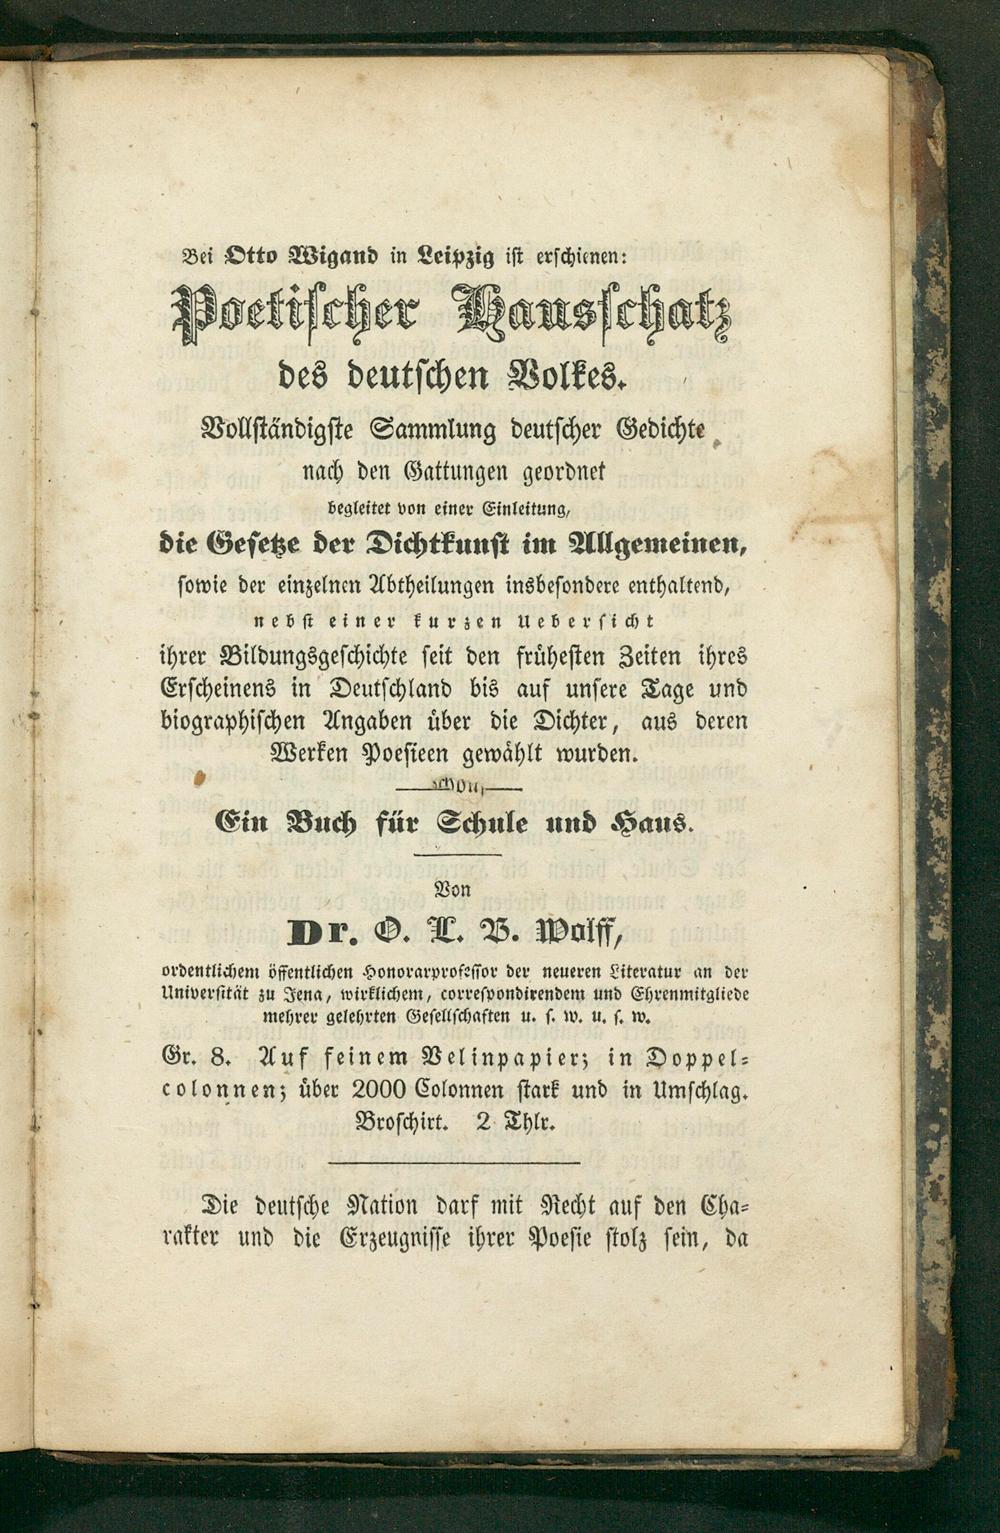 Bei Otto Wigand in Leipzig ist erschienen:
Poetischer Hausschatz
des deutschen Volkes.
Vollständigste Sammlung deutscher Gedichte
nach den Gattungen geordnet
begleitet von einer Einleitung,
die Gesetze der Dichtkunst im Allgemeinen,
sowie der einzelnen Abtheilungen insbesondere enthaltend,
nebst einer kurzen Uebersicht
ihrer Bildungsgeschichte seit den frühesten Zeiten ihres
Erscheinens in Deutschland bis auf unsere Tage und
biographischen Angaben über die Dichter, aus deren
Werken Poesieen gewählt wurden.
Ein Buch für Schule und Haus.
Von
Dr. O. L. B. Wolff,
ordentlichem öffentlichen Honorarprofessor der neueren Literatur an der
Universität zu Jena, wirklichem, correspondirendem und Ehrenmitgliede
mehrer gelehrten Gesellschaften u. s. w. u. s. w.
Gr. 8. Auf feinem Velinpapier; in Doppel-
colonnen; über 2000 Colonnen stark und in Umschlag.
Broschirt. 2 Thlr.
Die deutsche Nation darf mit Recht auf den Cha-
rakter und die Erzeugnisse ihrer Poesie stolz sein, da